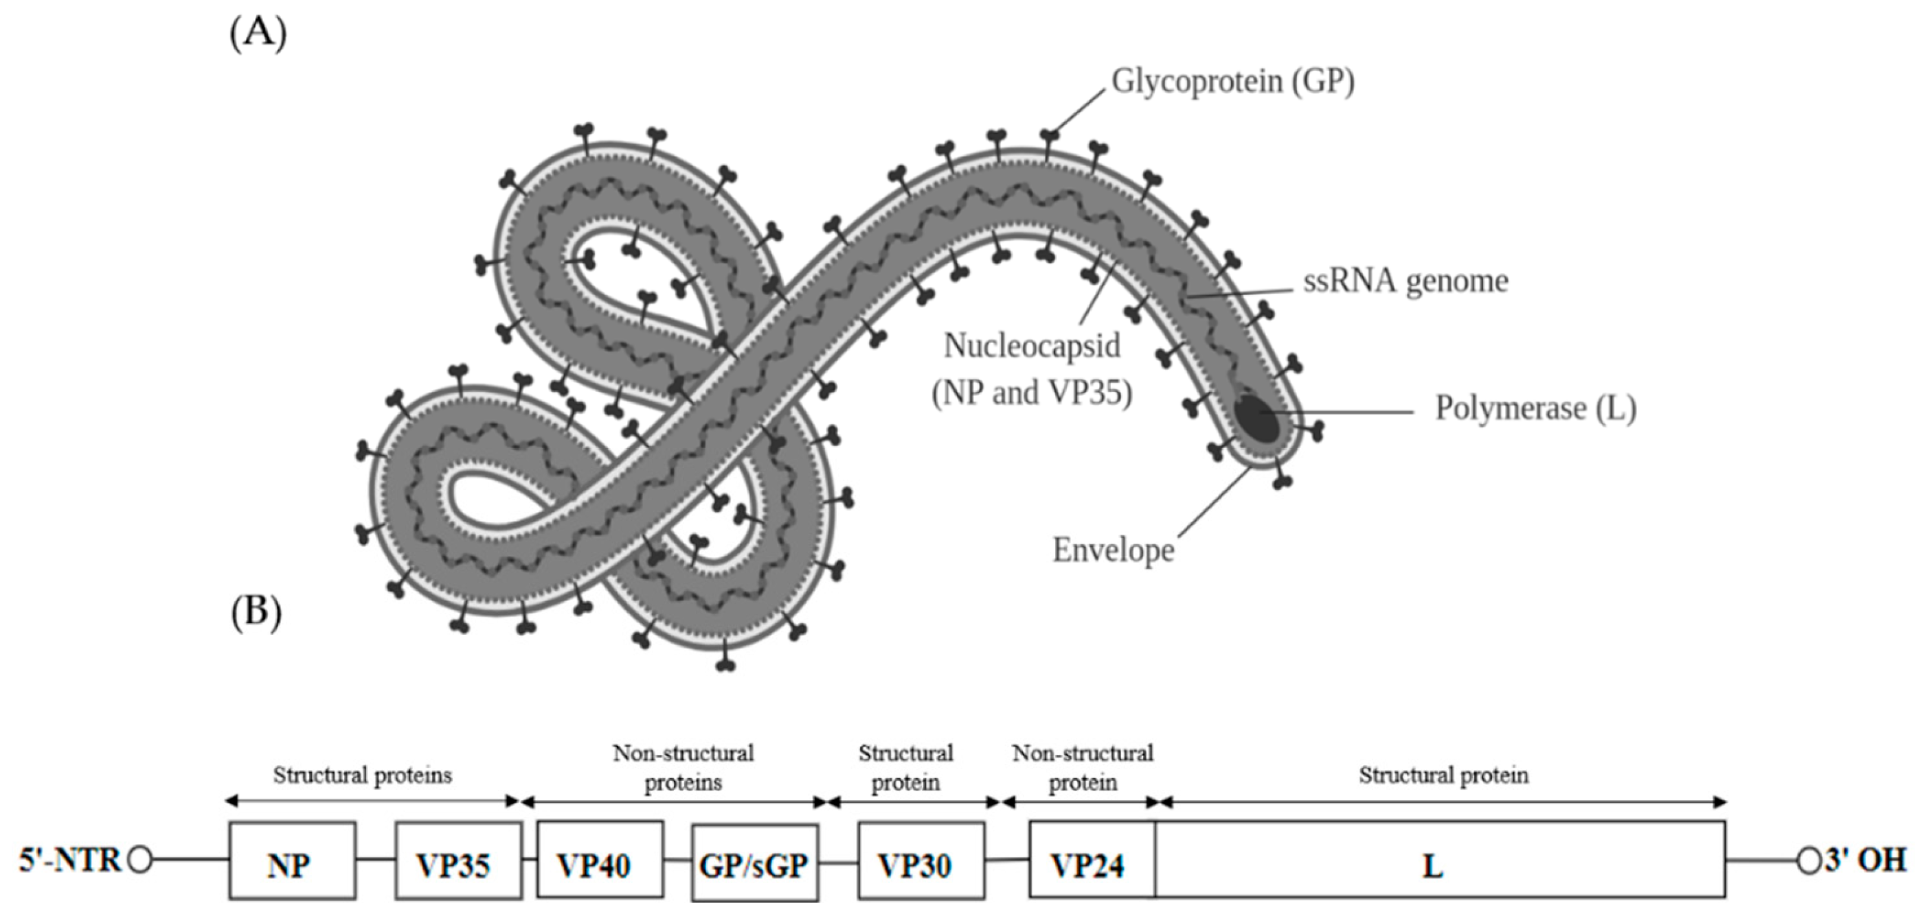 (A)
Glycoprotein (GP)
ssRNA genome
Nucleocapsid
(NP and VP35)
Polymerase (L)
Envelope
(B)
Structural proteins
Non-structural
proteins
Structural
protein
Non-structural
protein
Structural protein
5'-NTR
NP
VP35
VP40
GP/sGP
VP30
VP24
L
3' OH